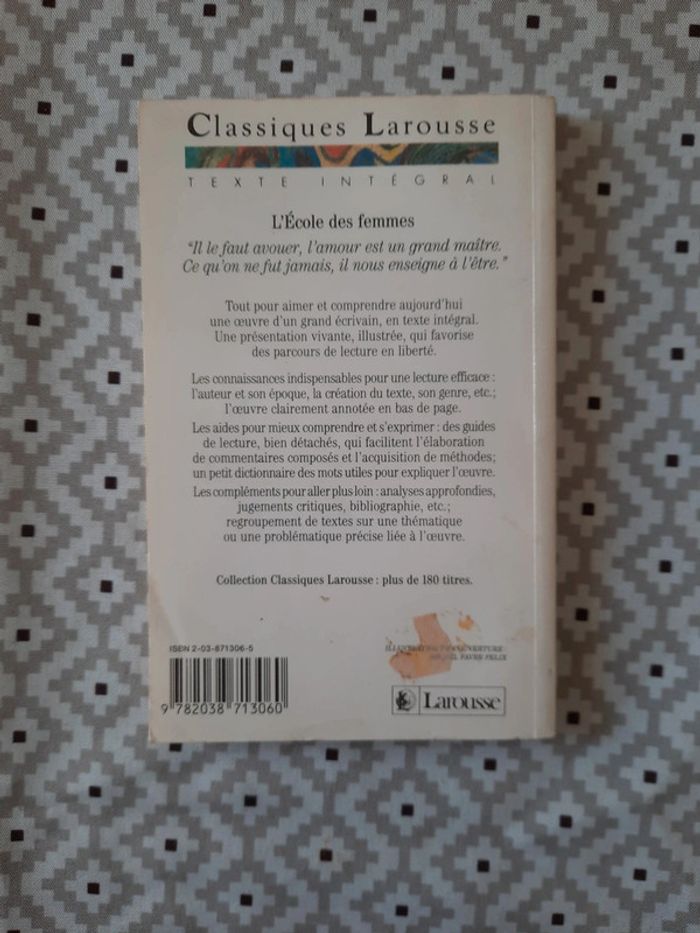 Classiques Larousse
TEXTE INTÉGRAL
L'École des femmes
"Il le faut avouer, l'amour est un grand maître.
Ce qu'on ne fut jamais, il nous enseigne à l'être."
Tout pour aimer et comprendre aujourd'hui
une œuvre d'un grand écrivain, en texte intégral.
Une présentation vivante, illustrée, qui favorise
des parcours de lecture en liberté.
Les connaissances indispensables pour une lecture efficace :
l'auteur et son époque, la création du texte, son genre, etc.;
l'œuvre clairement annotée en bas de page.
Les aides pour mieux comprendre et s'exprimer : des guides
de lecture, bien détachés, qui facilitent l'élaboration
de commentaires composés et l'acquisition de méthodes;
un petit dictionnaire des mots utiles pour expliquer l'œuvre.
Les compléments pour aller plus loin : analyses approfondies,
jugements critiques, bibliographie, etc.;
regroupement de textes sur une thématique
ou une problématique précise liée à l'œuvre.
Collection Classiques Larousse : plus de 180 titres.
ISBN 2-03-871306-5
9 782038 713060
Larousse